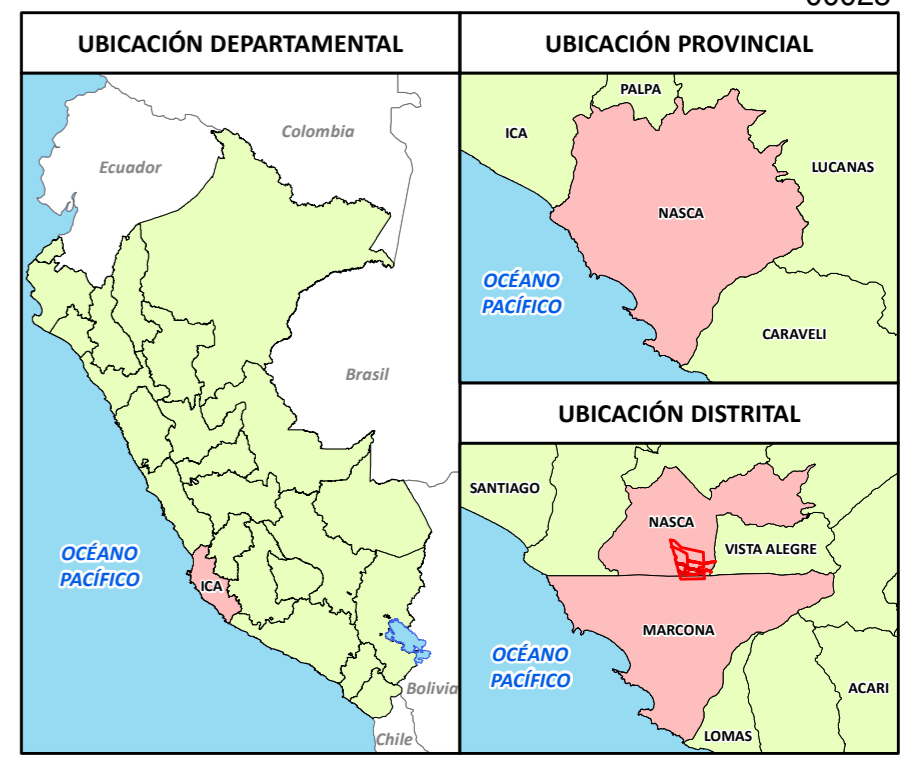 UBICACIÓN DEPARTAMENTAL
Colombia
Ecuador
Brasil
OCÉANO
PACÍFICO
ICA
Bolivia
Chile
UBICACIÓN PROVINCIAL
PALPA
ICA
LUCANAS
NASCA
OCÉANO
PACÍFICO
CARAVELI
UBICACIÓN DISTRITAL
SANTIAGO
NASCA
VISTA ALEGRE
MARCONA
OCÉANO
PACÍFICO
ACARI
LOMAS